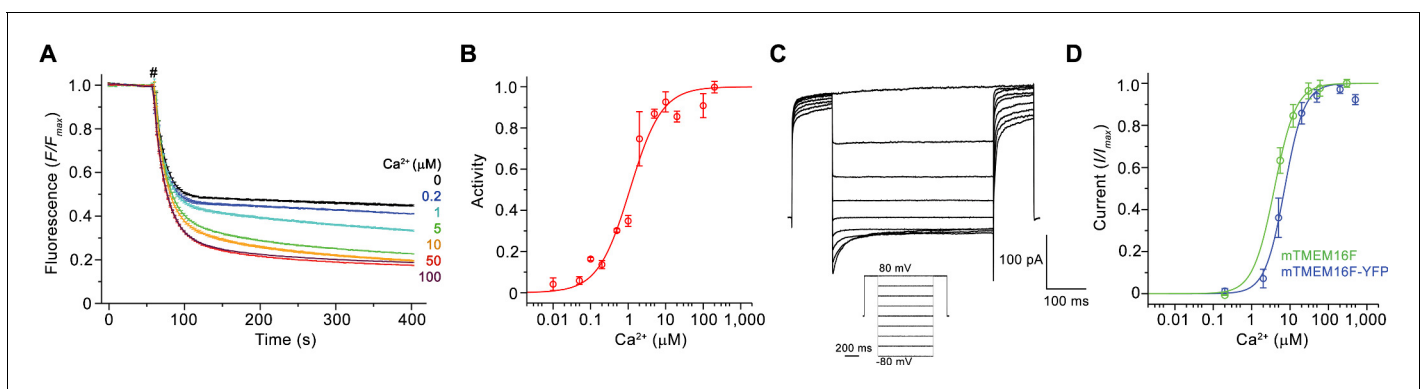 A
#
1.0
0.8
0.6
0.4
0.2
0
Fluorescence (F/Fmax)
Ca²⁺ (μM)
0
0.2
1
5
10
50
100
0
100
200
300
400
Time (s)
B
1.0
0.8
0.6
0.4
0.2
0
Activity
0.01
0.1
1
10
100
1,000
Ca²⁺ (μM)
C
100 pA
100 ms
80 mV
200 ms
-80 mV
D
1.0
0.8
0.6
0.4
0.2
0
Current (I/Imax)
mTMEM16F
mTMEM16F-YFP
0.01
0.1
1
10
100
1,000
Ca²⁺ (μM)